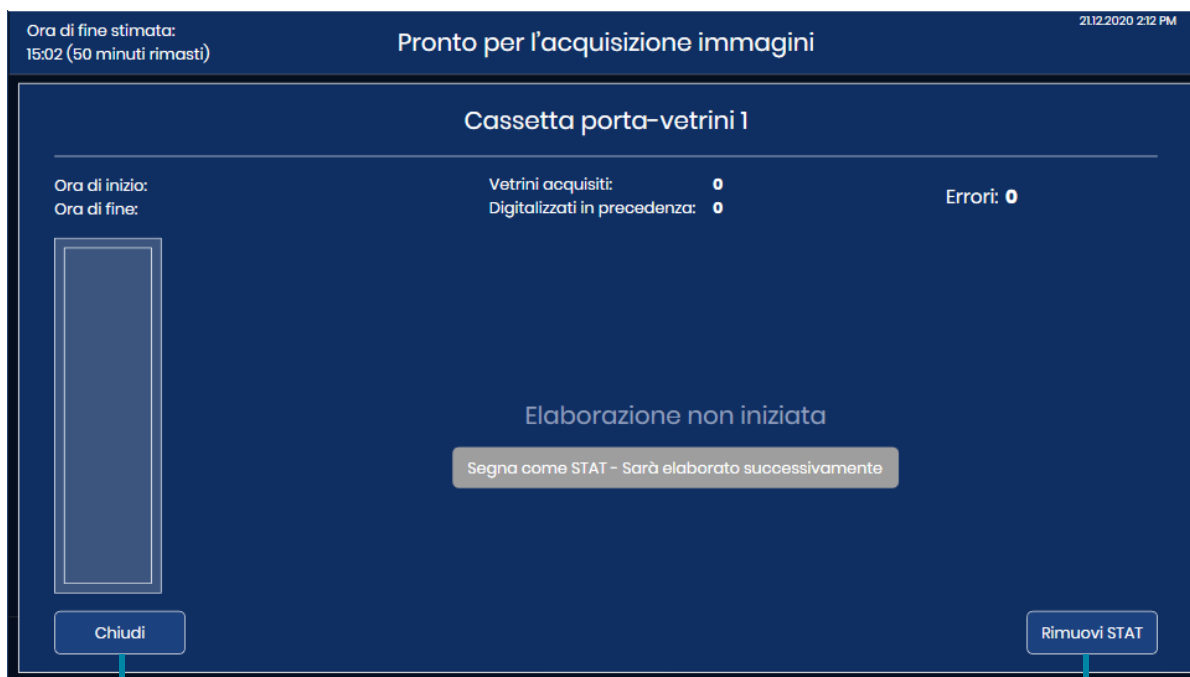 Ora di fine stimata:
15:02 (50 minuti rimasti)
Pronto per l'acquisizione immagini
21.12.2020 2:12 PM
Cassetta porta-vetrini 1
Ora di inizio:
Ora di fine:
Vetrini acquisiti: 0
Digitalizzati in precedenza: 0
Errori: 0
Elaborazione non iniziata
Segna come STAT - Sarà elaborato successivamente
Chiudi
Rimuovi STAT